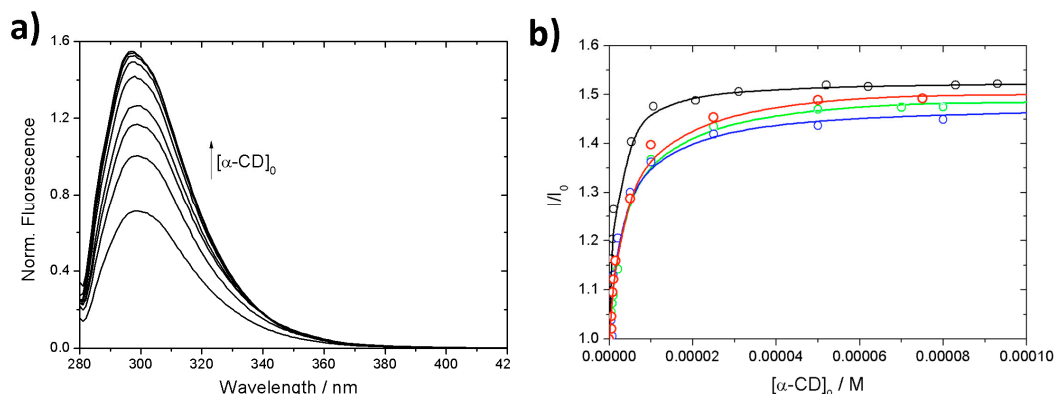 a)
1.6
1.2
0.8
0.4
0.0
Norm. Fluorescence
[α-CD]₀
280 300 320 340 360 380 400 42
Wavelength / nm
b)
1.6
1.5
1.4
1.3
1.2
1.1
1.0
I/I₀
0.00000 0.00002 0.00004 0.00006 0.00008 0.00010
[α-CD]₀ / M